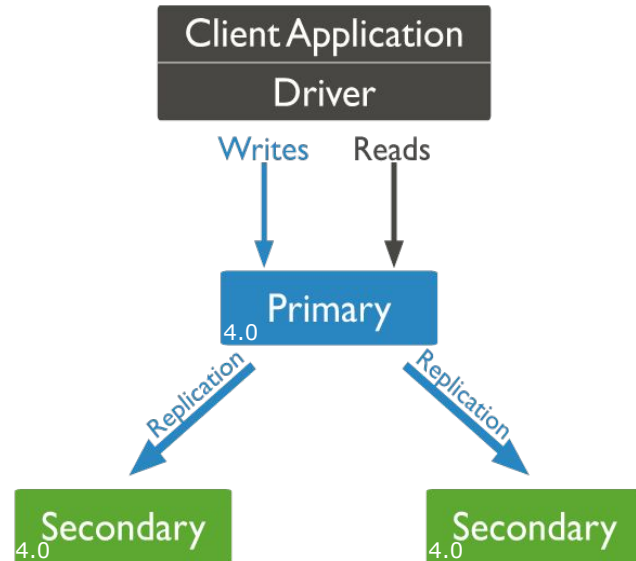 Client Application
Driver
Writes Reads
Primary
4.0
Replication Replication
Secondary Secondary
4.0 4.0